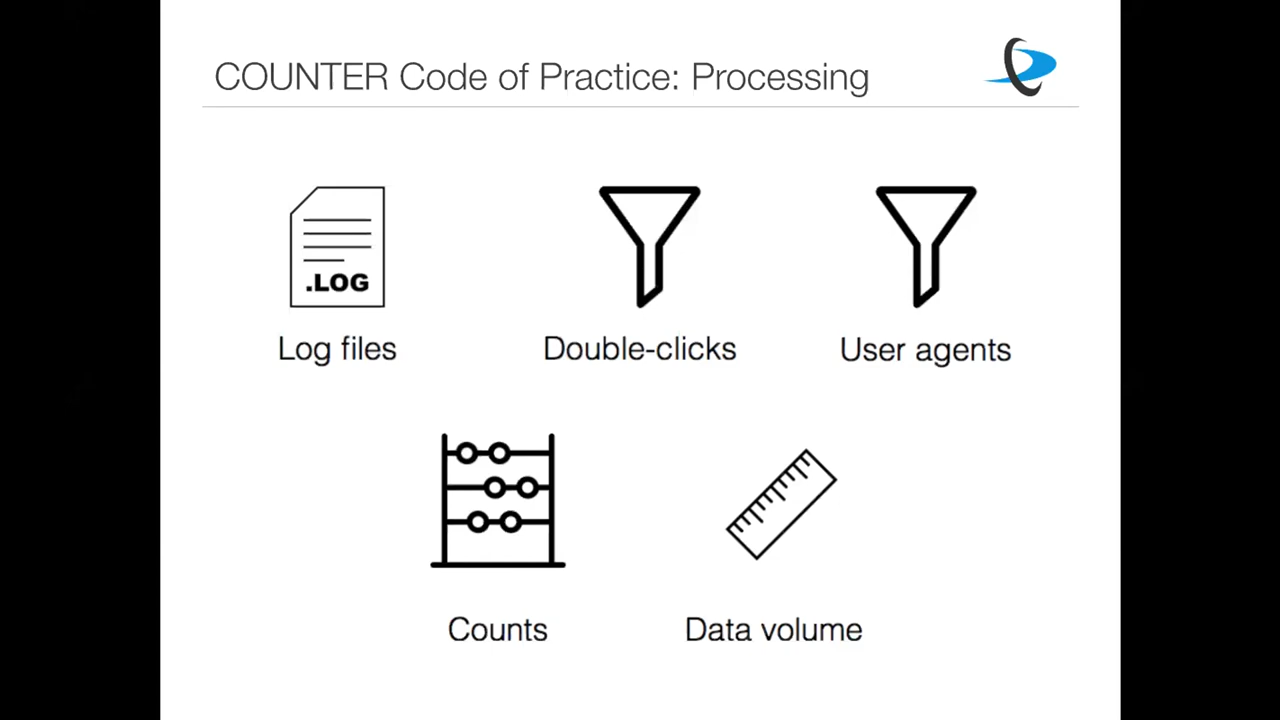 COUNTER Code of Practice: Processing
.LOG
Log files
Double-clicks
User agents
Counts
Data volume